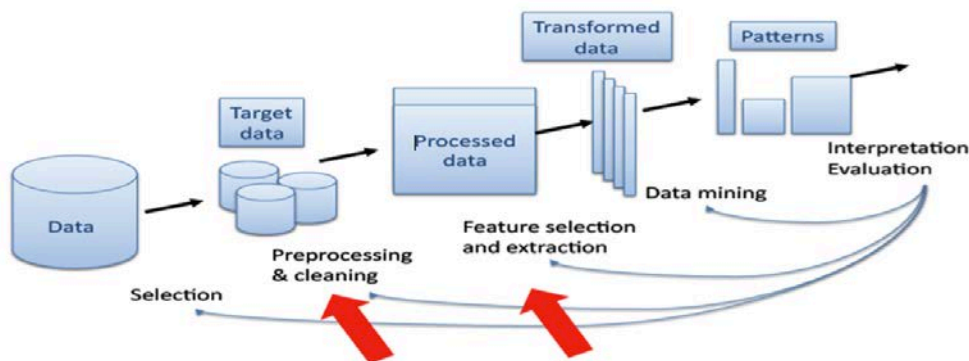 Transformed
data
Patterns
Target
data
Processed
data
Data
Interpretation
Evaluation
Data mining
Feature selection
and extraction
Preprocessing
& cleaning
Selection